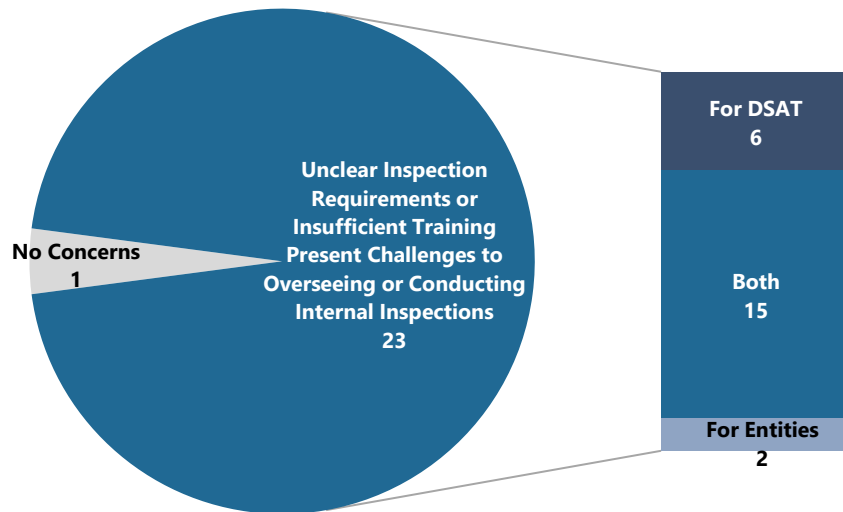 No Concerns
1
Unclear Inspection
Requirements or
Insufficient Training
Present Challenges to
Overseeing or Conducting
Internal Inspections
23
For DSAT
6
Both
15
For Entities
2